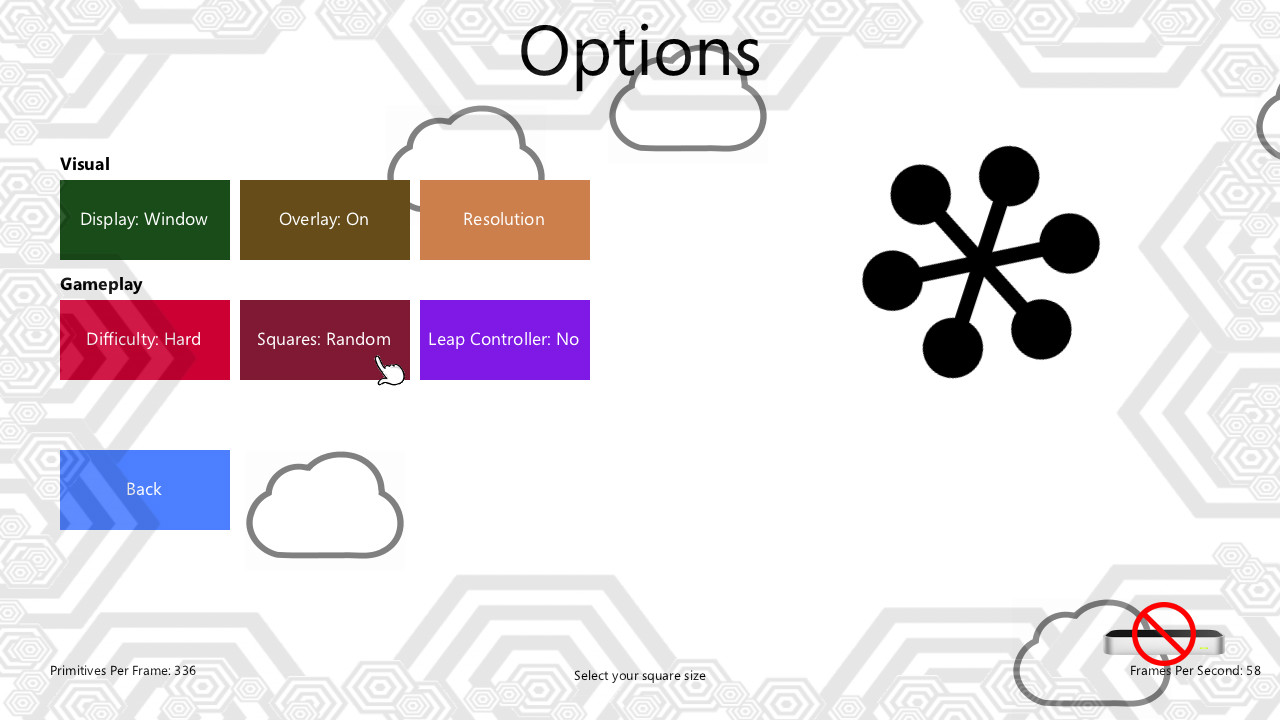 Options
Visual
Display: Window
Overlay: On
Resolution
Gameplay
Difficulty: Hard
Squares: Random
Leap Controller: No
Back
Primitives Per Frame: 336
Select your square size
Frames Per Second: 58